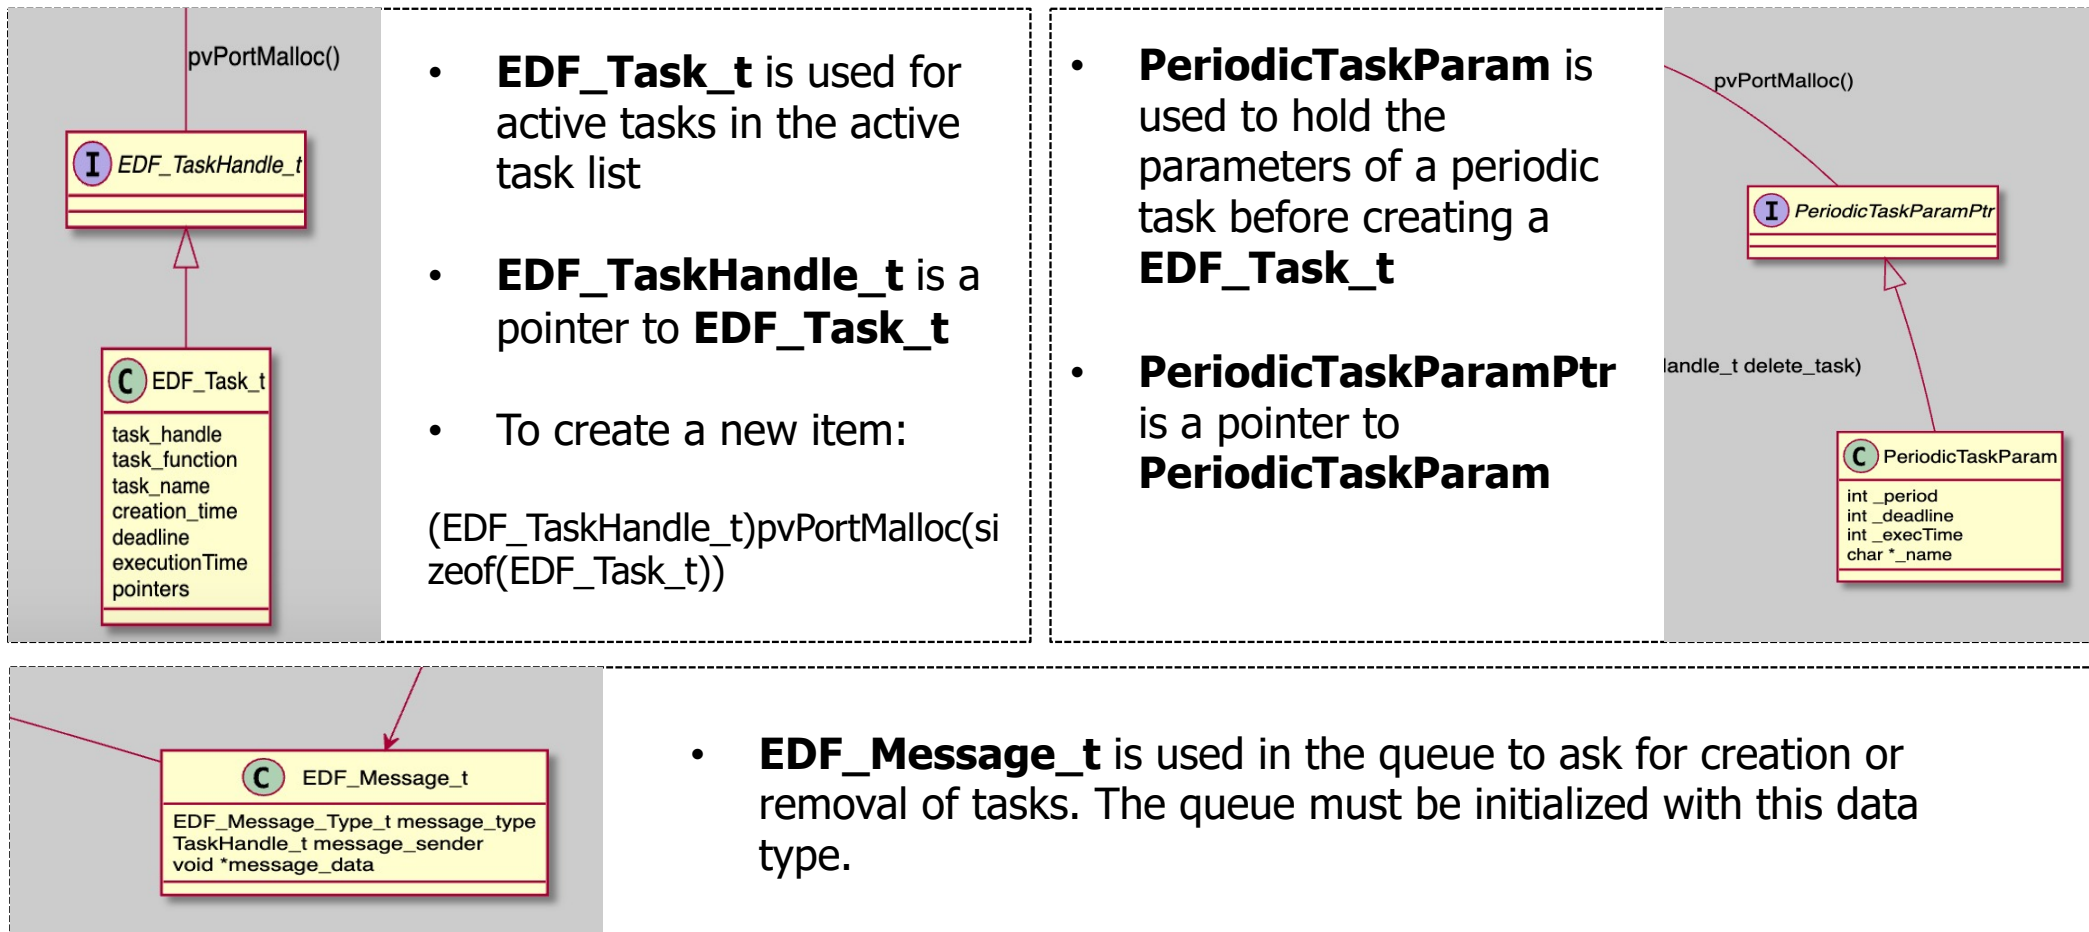 pvPortMalloc()
I EDF_TaskHandle_t
C EDF_Task_t
task_handle
task_function
task_name
creation_time
deadline
executionTime
pointers
• EDF_Task_t is used for
active tasks in the active
task list
• EDF_TaskHandle_t is a
pointer to EDF_Task_t
• To create a new item:
(EDF_TaskHandle_t)pvPortMalloc(si
zeof(EDF_Task_t))
• PeriodicTaskParam is
used to hold the
parameters of a periodic
task before creating a
EDF_Task_t
• PeriodicTaskParamPtr
is a pointer to
PeriodicTaskParam
pvPortMalloc()
I PeriodicTaskParamPtr
andle_t delete_task)
C PeriodicTaskParam
int _period
int _deadline
int _execTime
char *_name
C EDF_Message_t
EDF_Message_Type_t message_type
TaskHandle_t message_sender
void *message_data
• EDF_Message_t is used in the queue to ask for creation or
removal of tasks. The queue must be initialized with this data
type.